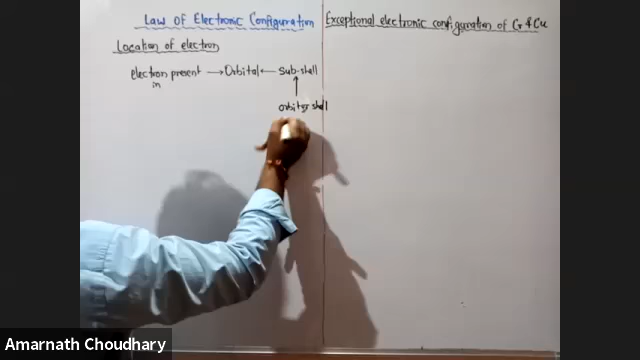 Law of Electronic Configuration
Exceptional electronic configuration of Cr & Cu
Location of electron
electron present → Orbital ← Sub-shell
in
↑
orbit or shell
Amarnath Choudhary